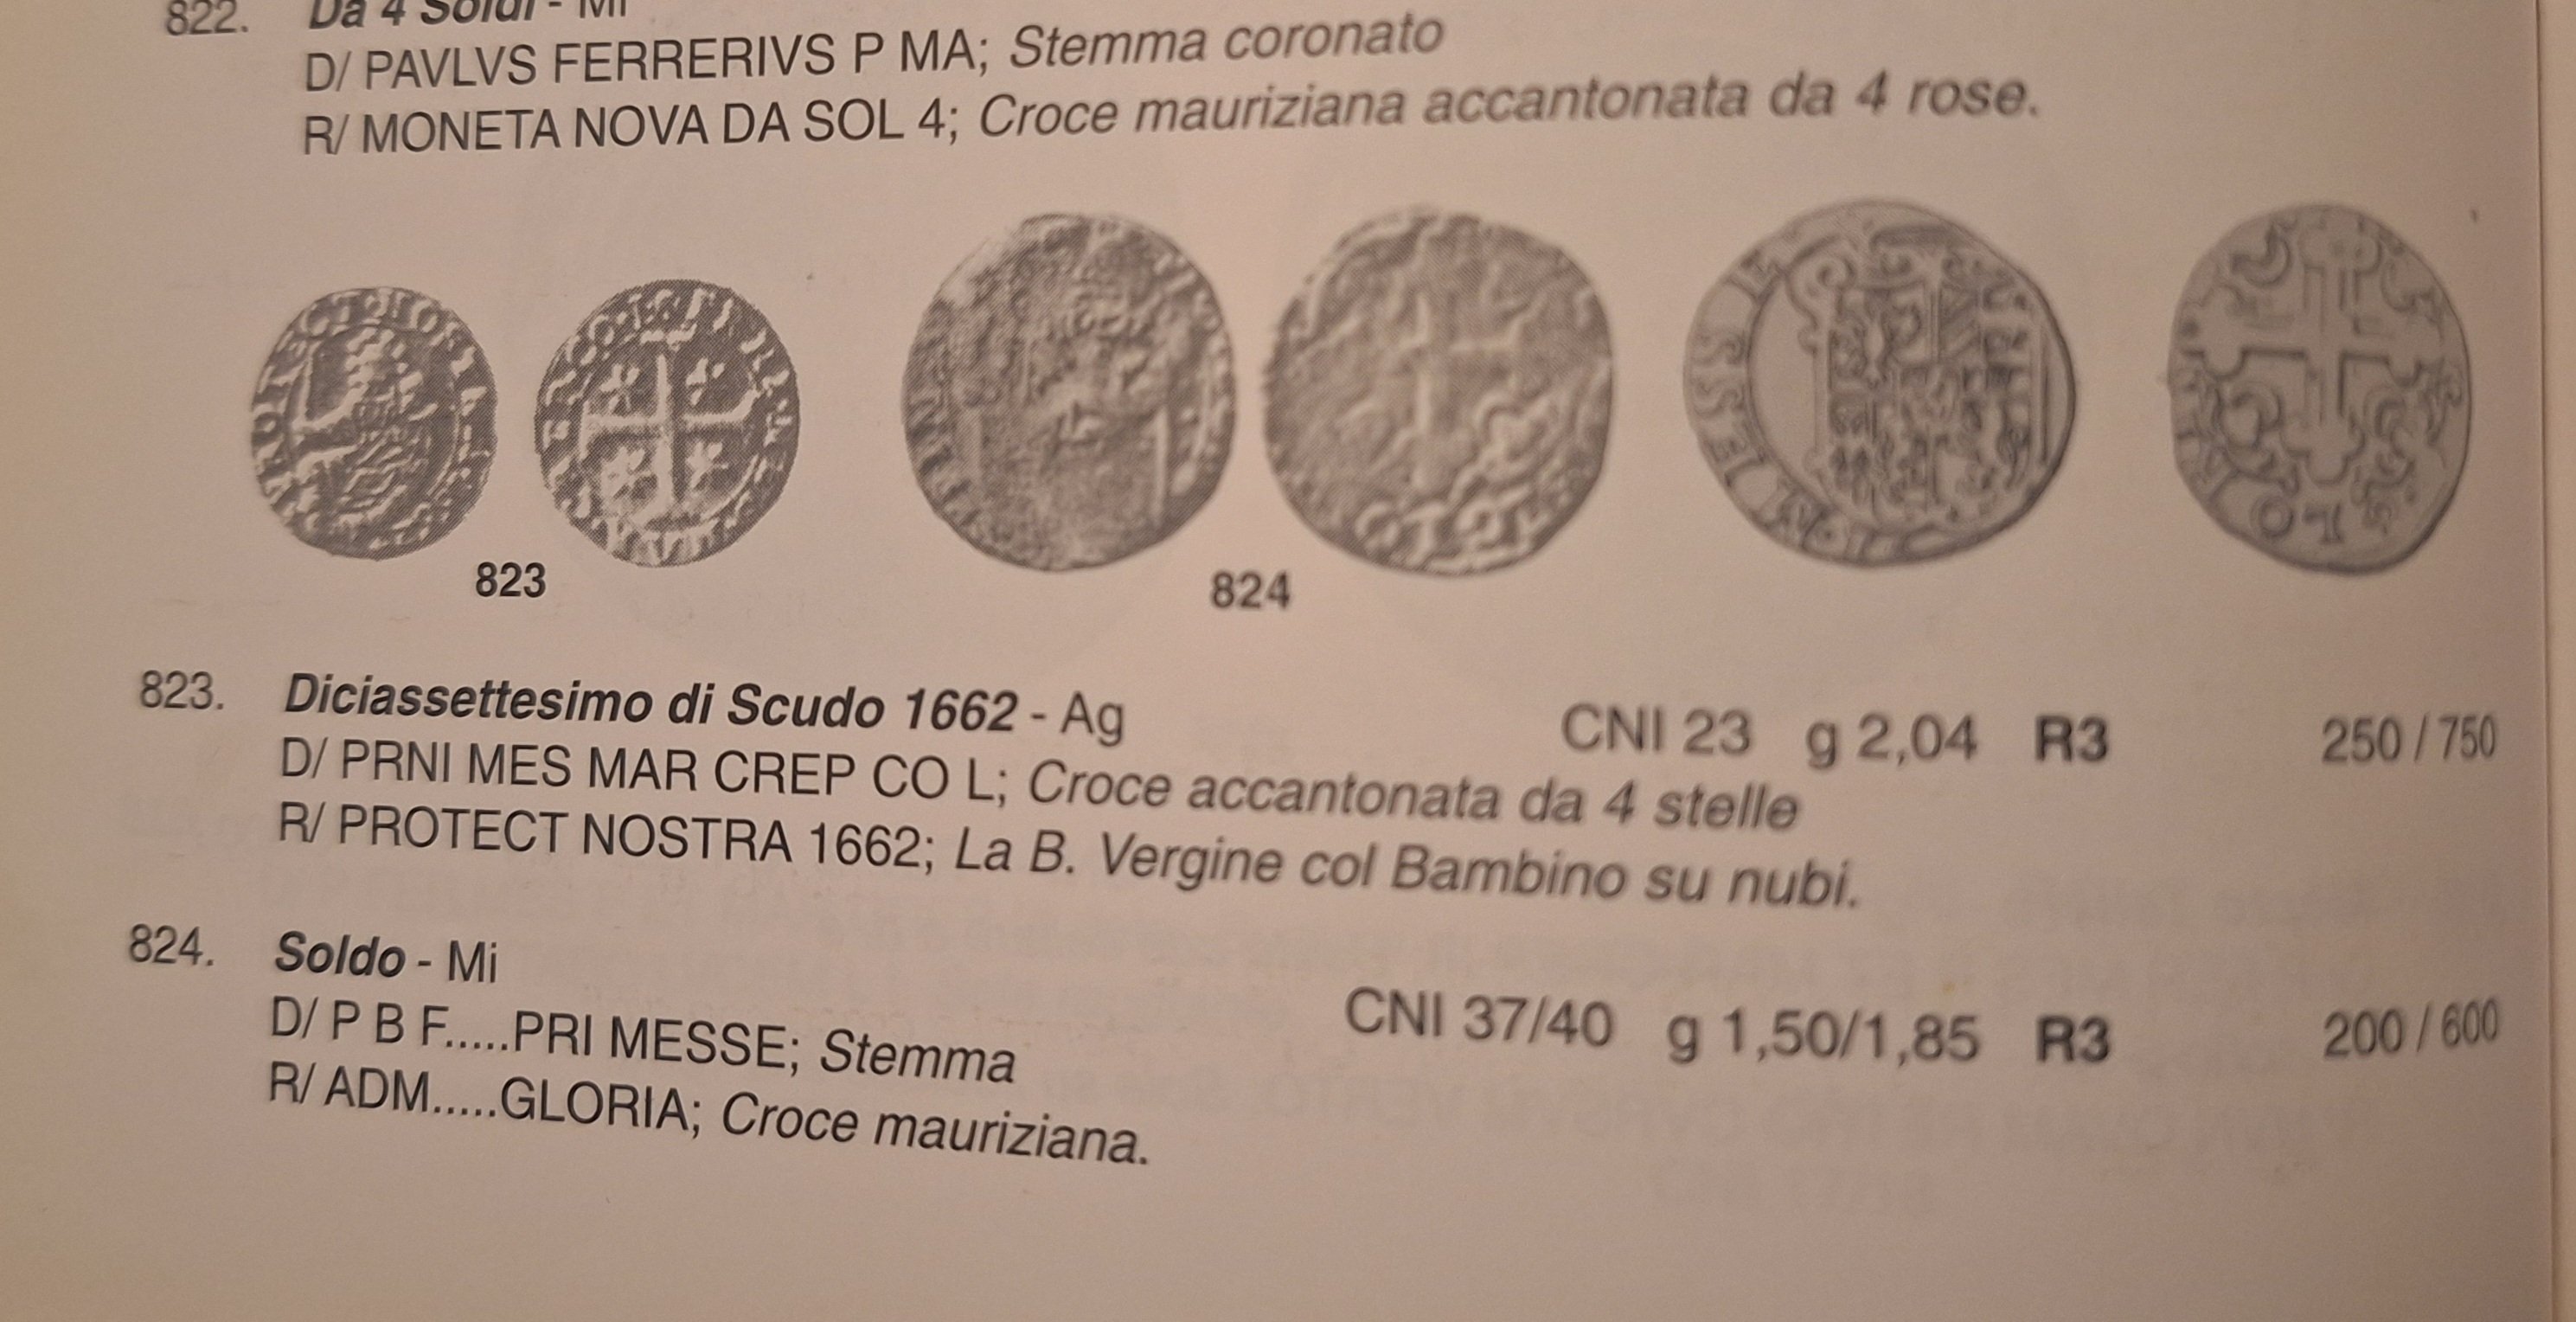 822. Da 4 Soldi - Mi
D/ PAVLVS FERRERIVS P MA; Stemma coronato
R/ MONETA NOVA DA SOL 4; Croce mauriziana accantonata da 4 rose.
823
824
823. Diciassettesimo di Scudo 1662 - Ag CNI 23 g 2,04 R3 250 / 750
D/ PRNI MES MAR CREP CO L; Croce accantonata da 4 stelle
R/ PROTECT NOSTRA 1662; La B. Vergine col Bambino su nubi.
824. Soldo - Mi CNI 37/40 g 1,50/1,85 R3 200 / 600
D/ P B F.....PRI MESSE; Stemma
R/ ADM.....GLORIA; Croce mauriziana.